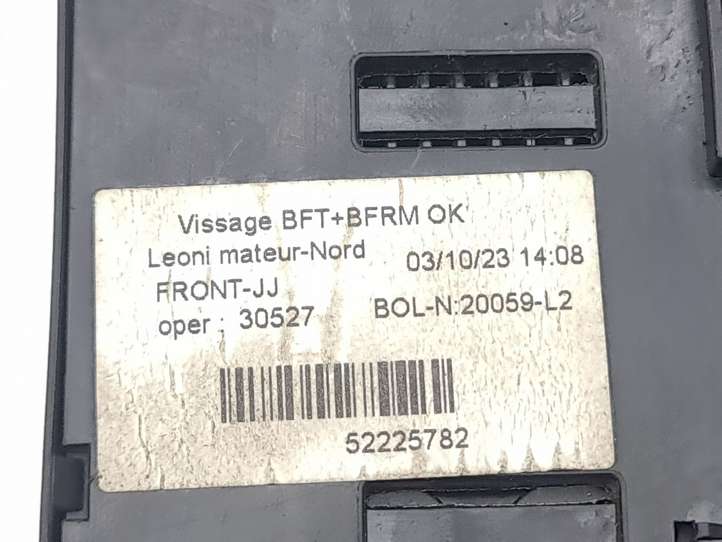 Vissage BFT+BFRM OK
Leoni mateur-Nord 03/10/23 14:08
FRONT-JJ
oper : 30527 BOL-N:20059-L2
52225782